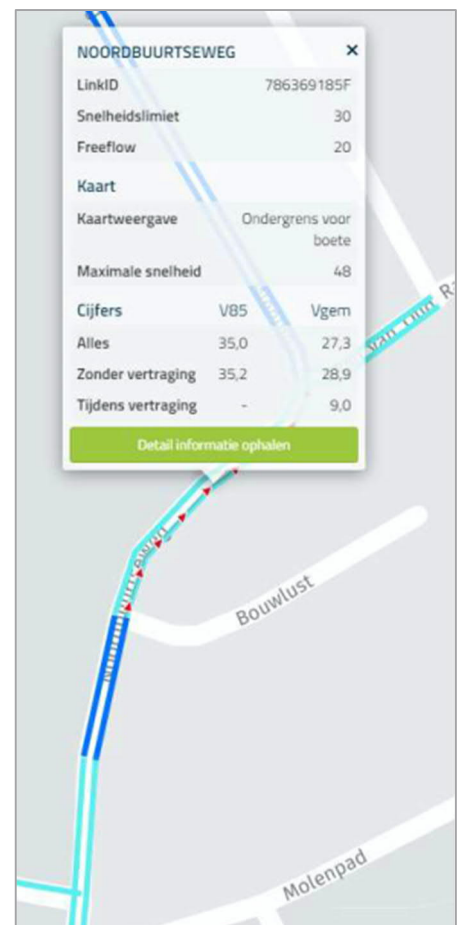 NOORDBUURTSEWEG ×
LinkID 786369185F
Snelheidslimiet 30
Freeflow 20
Kaart
Kaartweergave Ondergrens voor
boete
Maximale snelheid 48
Cijfers V85 Vgem
Alles 35,0 27,3
Zonder vertraging 35,2 28,9
Tijdens vertraging - 9,0
Detail informatie ophalen
Noordbuurtseweg
Bouwlust
Molenpad